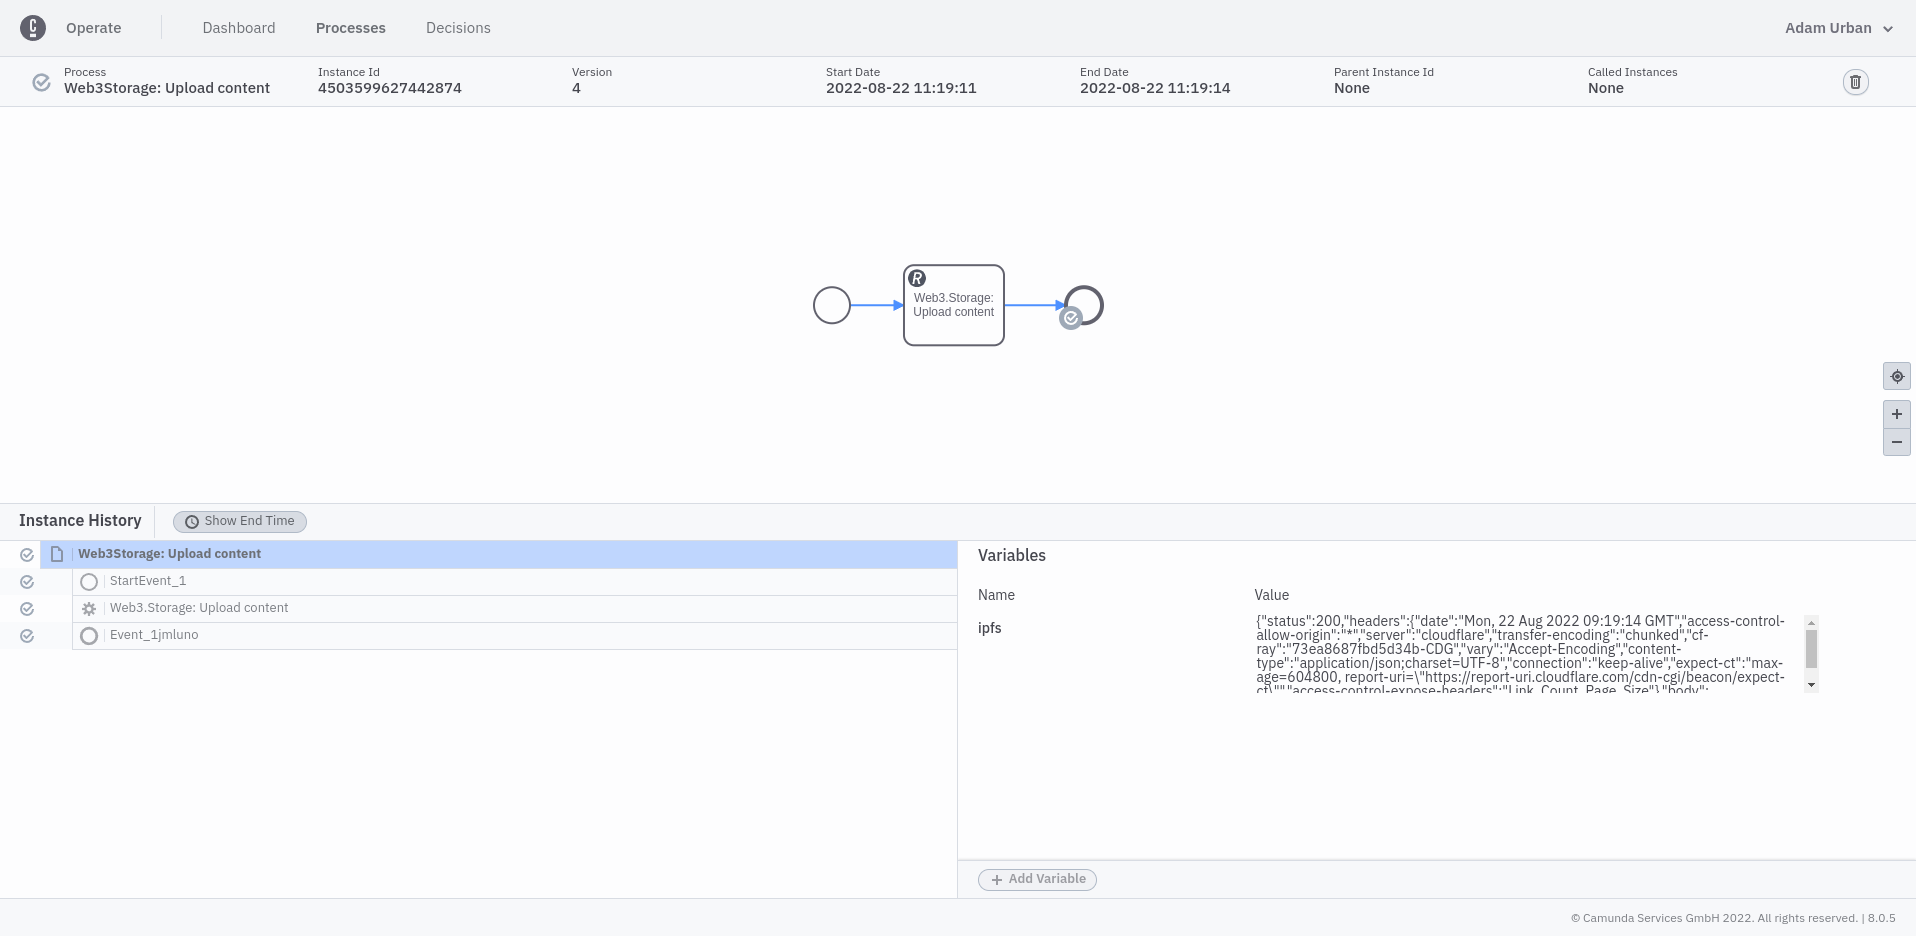 Operate
Dashboard
Processes
Decisions
Adam Urban
Process
Web3Storage: Upload content
Instance Id
4503599627442874
Version
4
Start Date
2022-08-22 11:19:11
End Date
2022-08-22 11:19:14
Parent Instance Id
None
Called Instances
None
R
Web3.Storage:
Upload content
Instance History
Show End Time
Web3Storage: Upload content
StartEvent_1
Web3.Storage: Upload content
Event_1jmluno
Variables
Name
Value
ipfs
{"status":200,"headers":{"date":"Mon, 22 Aug 2022 09:19:14 GMT","access-control-
allow-origin":"*","server":"cloudflare","transfer-encoding":"chunked","cf-
ray":"73ea8687fbd5d34b-CDG","vary":"Accept-Encoding","content-
type":"application/json;charset=UTF-8","connection":"keep-alive","expect-ct":"max-
age=604800, report-uri=\"https://report-uri.cloudflare.com/cdn-cgi/beacon/expect-
ct\"","access-control-expose-headers":"Link, Count, Page, Size"},"body":
Add Variable
© Camunda Services GmbH 2022. All rights reserved. | 8.0.5